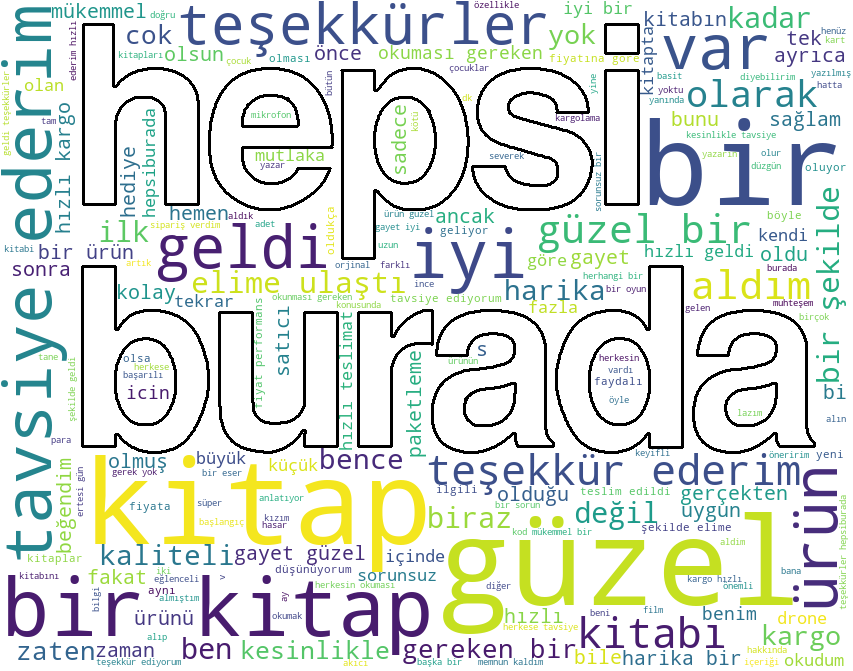 mükemmel doğru teşekkürler özellikle iyi bir kitabın kadar henüz
ederim hızlı cok kitapları olsun çocuk olması önce okuması gereken yok fiyatına göre kitapta var tek ayrıca kart
hepsi
burada
geldi teşekkürler olan tam hızlı kargo hediye hepsiburada bütün çocuklar dk yine basit diyebilirim yazılmış hatta
mikrofon sadece kötü kargolama yoktu yanında olarak
mutlaka yazar severek sorunsuz bir bunu sağlam
kesinlikle tavsiye
yazarın olur düzgün oluyor
tavsiye ederim
bir
hemen aldık ürün güzel ancak güzel bir böyle
ilk sipariş verdim adet oldukça gayet iyi geliyor kendi
kitabi bir ürün geldi uzun iyi göre gayet hızlı geldi oldu
sonra artık orjinal farklı herhangi bir burada bir şekilde
elime ulaştı okunması gereken tavsiye ediyorum ince harika bir oyun aldım muhteşem
kolay tekrar konusunda fazla gelen birçok
tane olsa herkese başarılı icin fiyat performans satıcı hızlı teslimat paketleme ürünün s herkesin vardı faydalı öyle lazım bi alın
şekilde geldi
para keyifli
olmuş büyük bence teşekkür ederim öneririm yeni
beğendim ertesi gün gerek yok bir eser küçük ilgili olduğu teslim edildi gerçekten
kitap fiyata süper anlatıyor bir sorun değil uygun ürün
başlangıç kızım hasar biraz şekilde elime
kitaplar kaliteli gayet güzel içinde kod mükemmel bir güzel aldim
düşünüyorum kargo hızlı bana
kitabını fakat iki eğlenceli aynı > herkesin okuması sorunsuz diğer önemli
bir kitap bilgi almıştım ürünü ay okumak hızlı beni film benim drone teşekkürler hepsiburada
zaten zaman alıp ben kesinlikle herkese tavsiye kitabı kargo
teşekkür ediyorum akıcı gereken bir başka bir memnun kaldım bile harika bir hakkında içeriği okudum